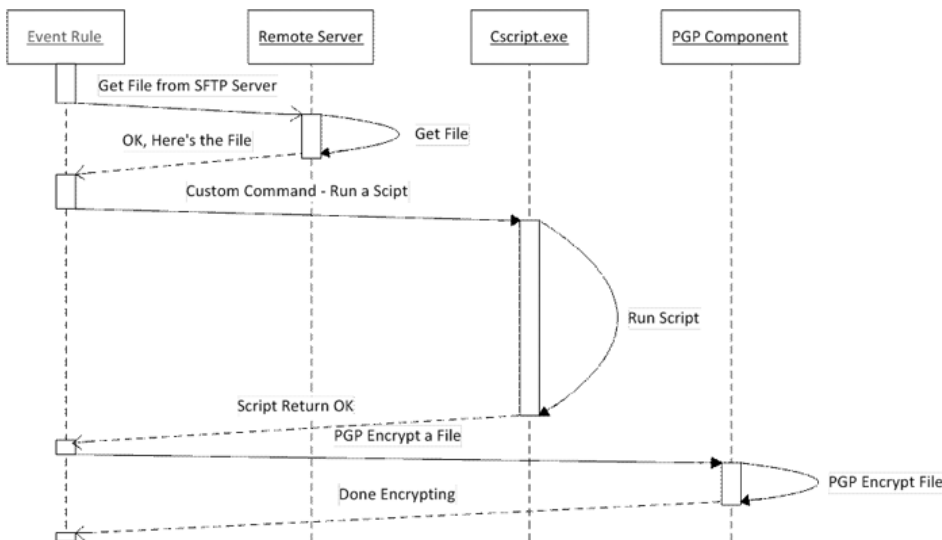 Event Rule
Remote Server
Cscript.exe
PGP Component
Get File from SFTP Server
Get File
OK, Here's the File
Custom Command - Run a Scipt
Run Script
Script Return OK
PGP Encrypt a File
PGP Encrypt File
Done Encrypting